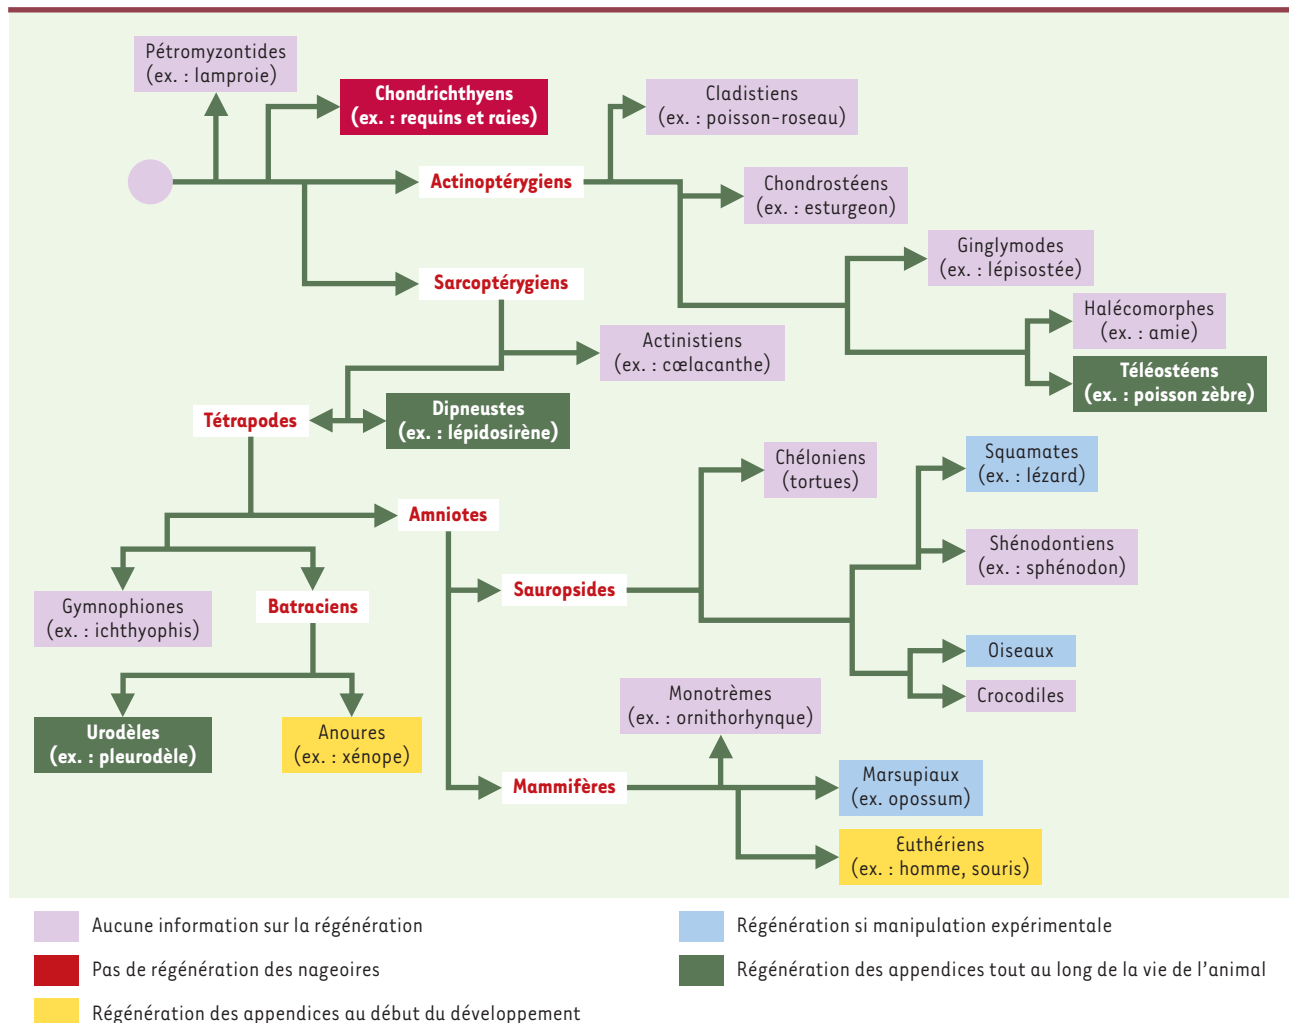 Pétromyzontides
(ex. : lamproie)
Chondrichthyens
(ex. : requins et raies)
Cladistiens
(ex. : poisson-roseau)
Actinoptérygiens
Chondrostéens
(ex. : esturgeon)
Ginglymodes
(ex. : lépisostée)
Sarcoptérygiens
Halécomorphes
(ex. : amie)
Actinistiens
(ex. : cœlacanthe)
Téléostéens
(ex. : poisson zèbre)
Tétrapodes
Dipneustes
(ex. : lépidosirène)
Chéloniens
(tortues)
Squamates
(ex. : lézard)
Amniotes
Shénodontiens
(ex. : sphénodon)
Sauropsides
Gymnophiones
(ex. : ichthyophis)
Batraciens
Oiseaux
Crocodiles
Monotrèmes
(ex. : ornithorhynque)
Urodèles
(ex. : pleurodèle)
Anoures
(ex. : xénope)
Mammifères
Marsupiaux
(ex. opossum)
Euthériens
(ex. : homme, souris)
Aucune information sur la régénération
Pas de régénération des nageoires
Régénération des appendices au début du développement
Régénération si manipulation expérimentale
Régénération des appendices tout au long de la vie de l'animal